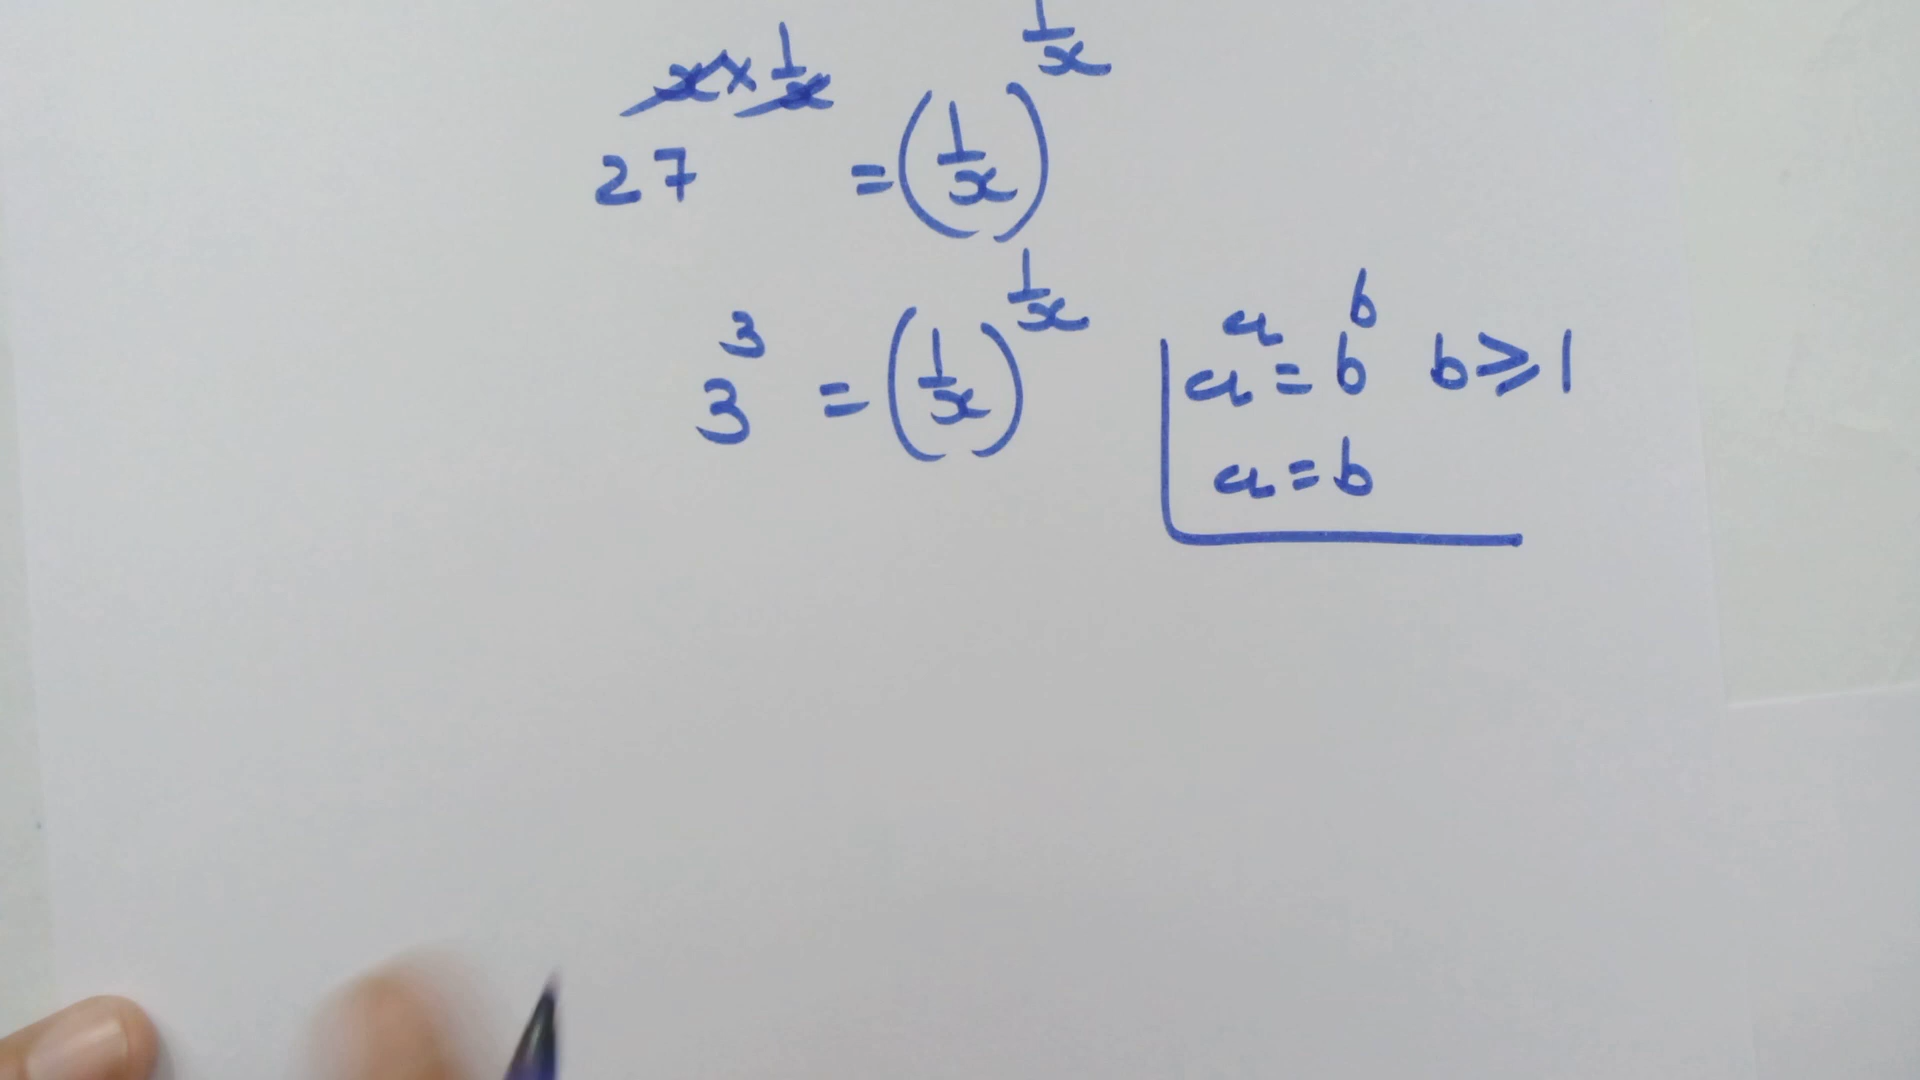 27^(x × 1/x) = (1/x)^(1/x)
3^3 = (1/x)^(1/x)
a^a = b^b b ⩾ 1
a = b